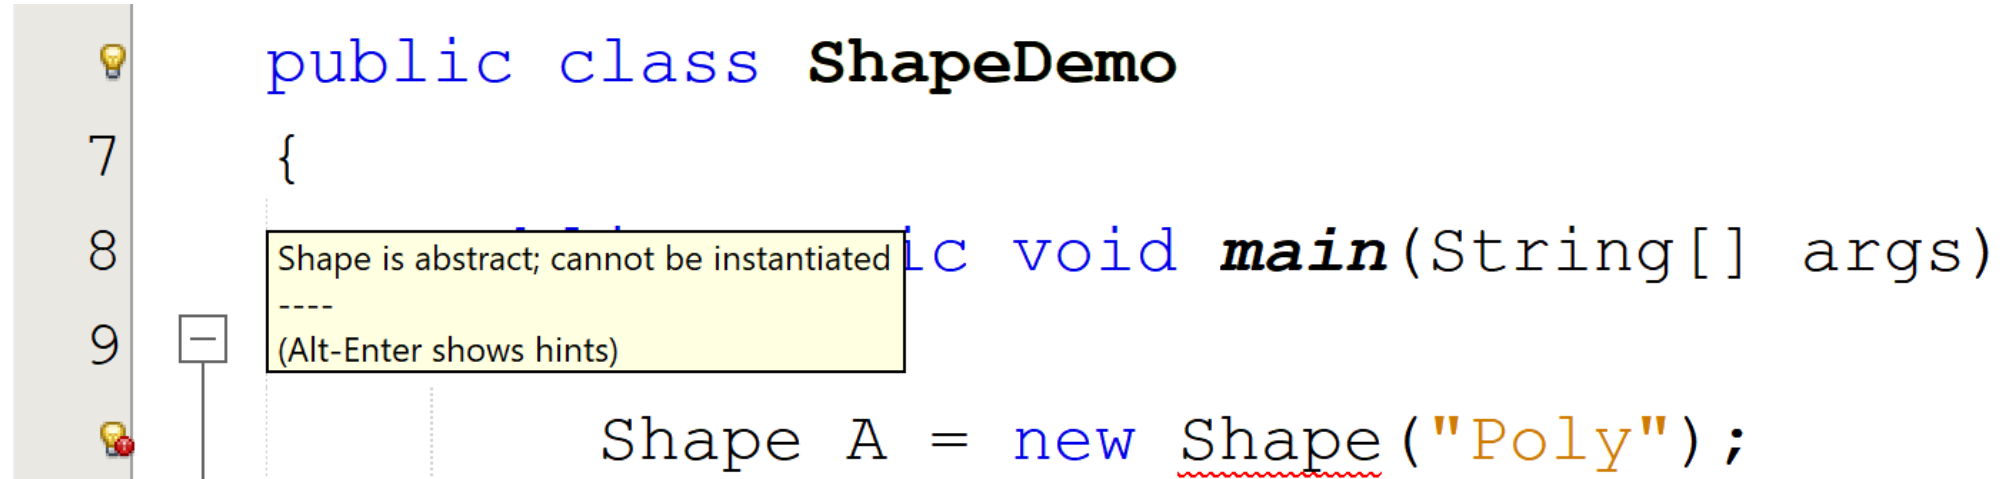 public class ShapeDemo
7 {
8 ic void main(String[] args)
Shape is abstract; cannot be instantiated
----
9
(Alt-Enter shows hints)
Shape A = new Shape("Poly");